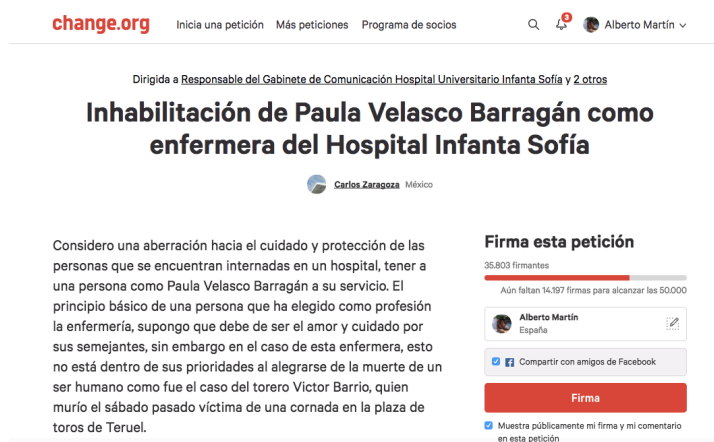 change.org
Inicia una petición Más peticiones Programa de socios
3
Alberto Martín
Dirigida a Responsable del Gabinete de Comunicación Hospital Universitario Infanta Sofía y 2 otros
Inhabilitación de Paula Velasco Barragán como
enfermera del Hospital Infanta Sofía
Carlos Zaragoza México
Considero una aberración hacia el cuidado y protección de las
personas que se encuentran internadas en un hospital, tener a
una persona como Paula Velasco Barragán a su servicio. El
principio básico de una persona que ha elegido como profesión
la enfermería, supongo que debe de ser el amor y cuidado por
sus semejantes, sin embargo en el caso de esta enfermera, esto
no está dentro de sus prioridades al alegrarse de la muerte de un
ser humano como fue el caso del torero Victor Barrio, quien
murío el sábado pasado víctima de una cornada en la plaza de
toros de Teruel.
Firma esta petición
35.803 firmantes
Aún faltan 14.197 firmas para alcanzar las 50.000
Alberto Martín
España
Compartir con amigos de Facebook
Firma
Muestra públicamente mi firma y mi comentario
en esta petición